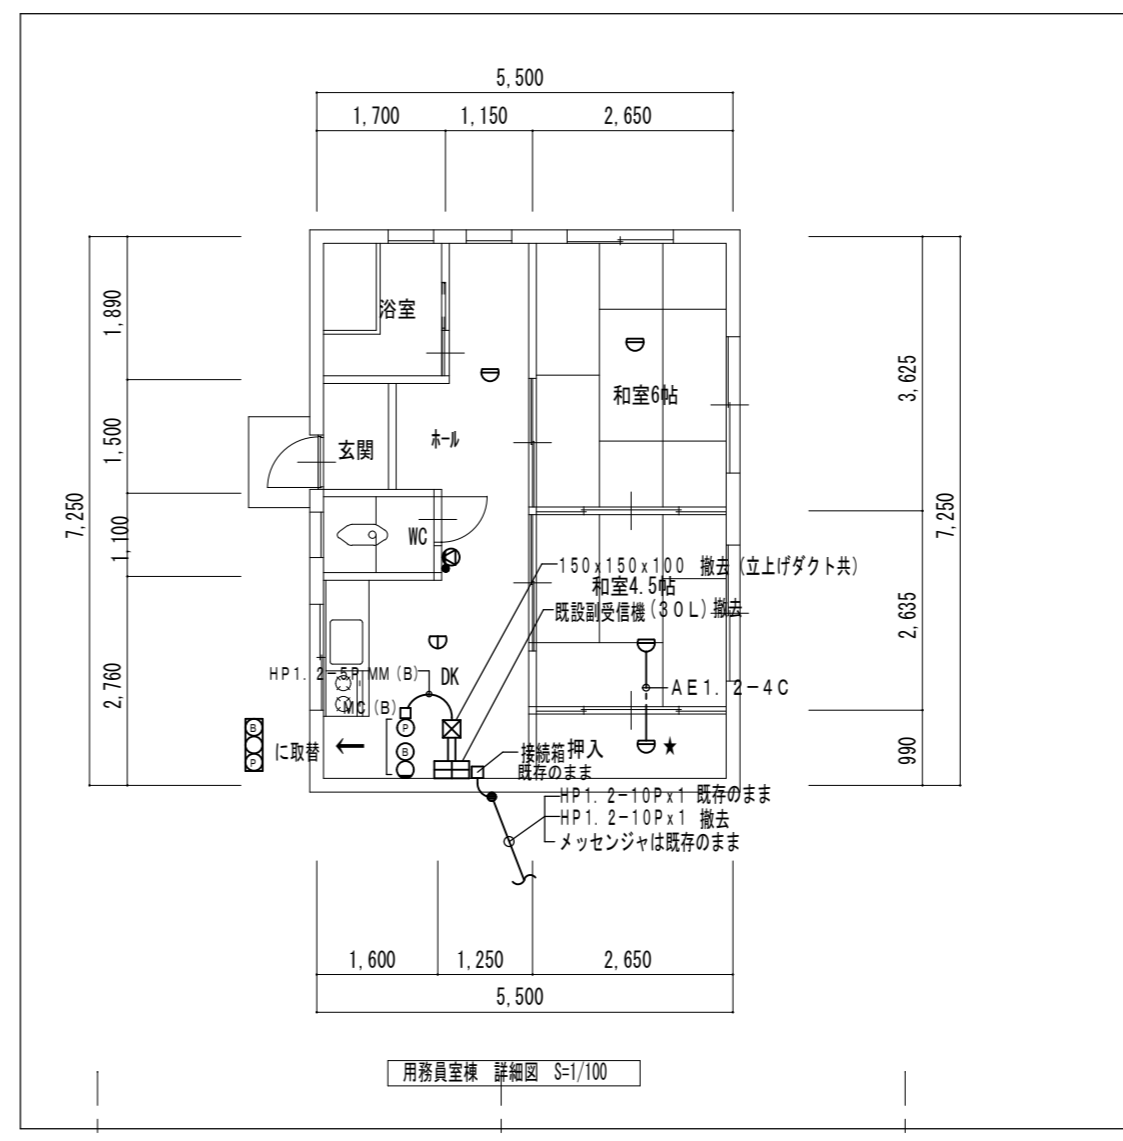 5,500
1,700
1,150
2,650
1,890
1,500
1,100
2,760
7,250
3,625
2,635
990
7,250
浴室
和室6帖
ホール
玄関
WC
150x150x100 撤去(立上げダクト共)
和室4.5帖
既設副受信機(30L)撤去
HP1.2-5P MM(B)
DK
AE1.2-4C
MC(B)
P
B
B
P
に取替 ←
接続箱
既存のまま
押入
★
HP1.2-10Px1 既存のまま
HP1.2-10Px1 撤去
メッセンジャは既存のまま
1,600
1,250
2,650
5,500
用務員室棟 詳細図 S=1/100